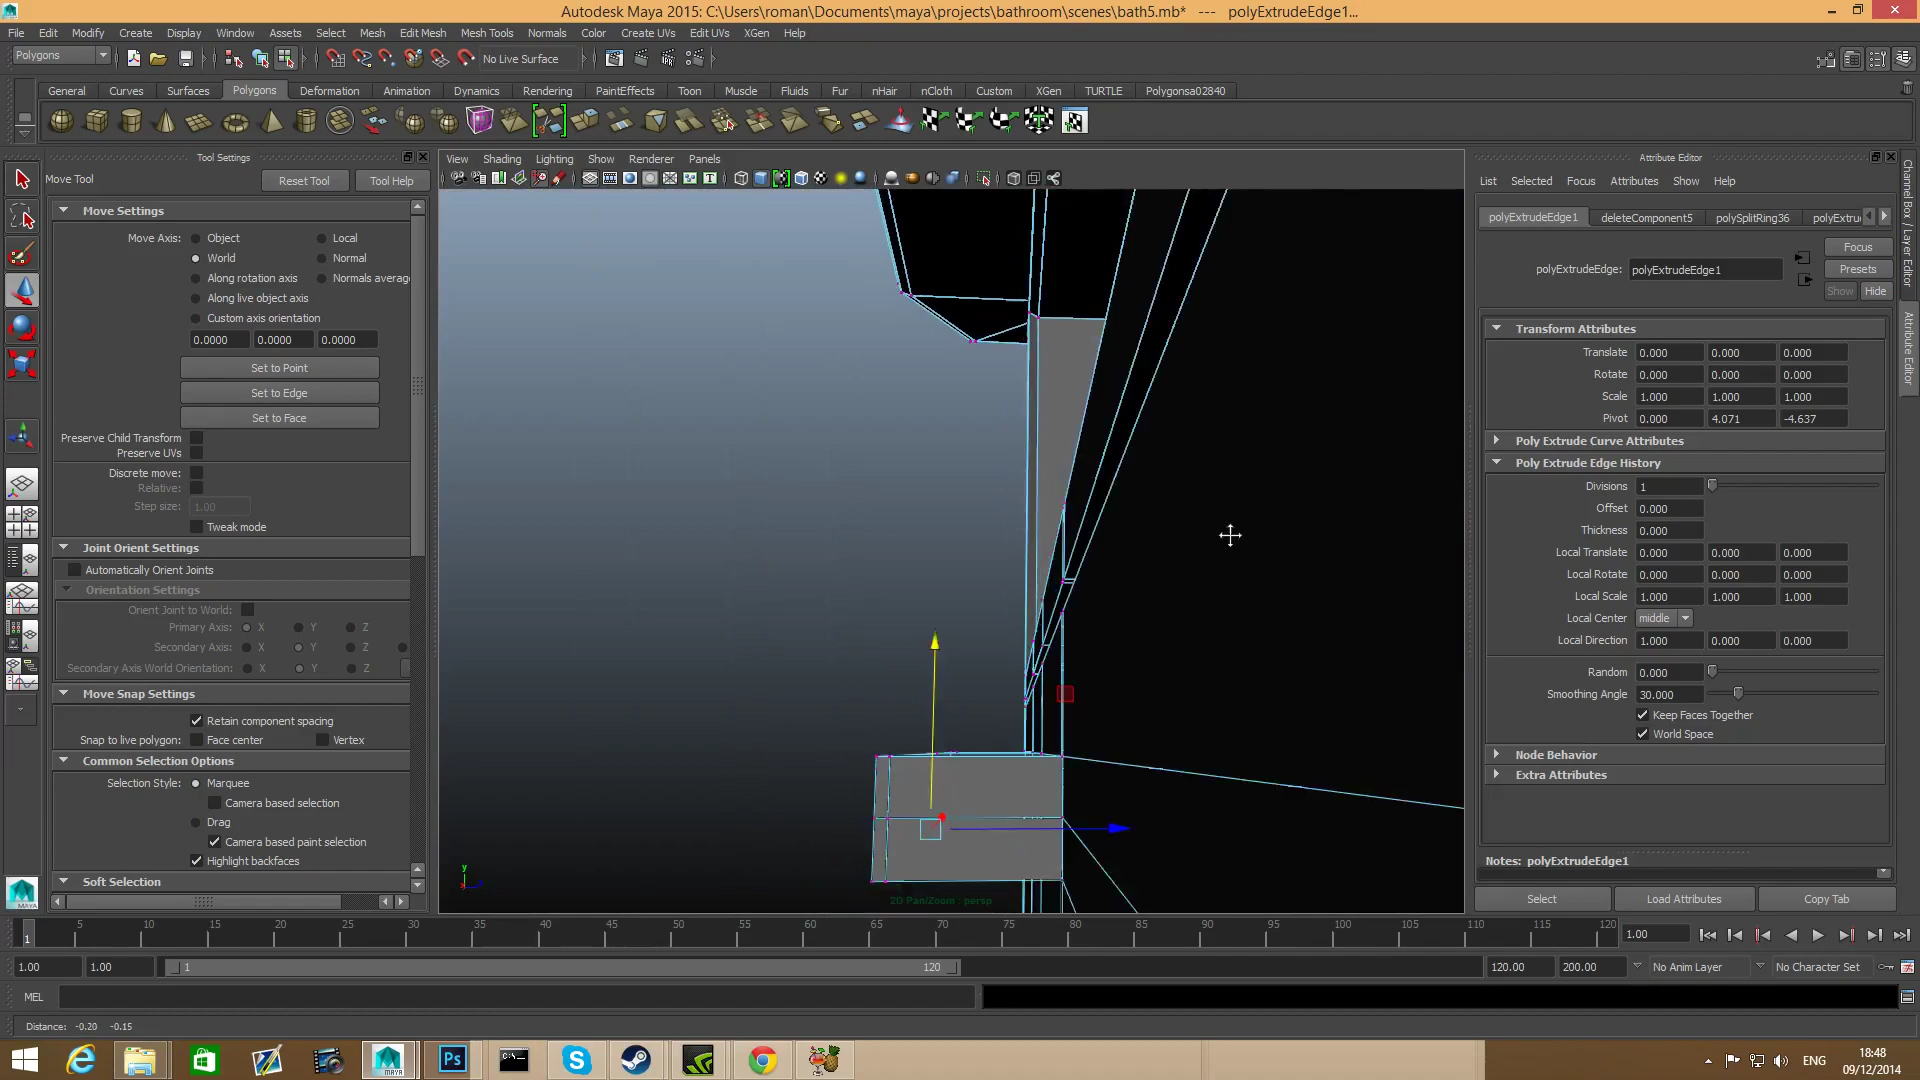 Autodesk Maya 2015: C:\Users\roman\Documents\maya\projects\bathroom\scenes\bath5.mb* --- polyExtrudeEdge1...
File Edit Modify Create Display Window Assets Select Mesh Edit Mesh Mesh Tools Normals Color Create UVs Edit UVs XGen Help
Polygons No Live Surface
General Curves Surfaces Polygons Deformation Animation Dynamics Rendering PaintEffects Toon Muscle Fluids Fur nHair nCloth Custom XGen TURTLE Polygonsa02840
Tool Settings
Move Tool Reset Tool Tool Help
Move Settings
Move Axis: Object Local
World Normal
Along rotation axis Normals averag
Along live object axis
Custom axis orientation
0.0000 0.0000 0.0000
Set to Point
Set to Edge
Set to Face
Preserve Child Transform
Preserve UVs
Discrete move:
Relative:
Step size: 1.00
Tweak mode
Joint Orient Settings
Automatically Orient Joints
Orientation Settings
Orient Joint to World:
Primary Axis: X Y Z
Secondary Axis: X Y Z
Secondary Axis World Orientation: X Y Z
Move Snap Settings
Retain component spacing
Snap to live polygon: Face center Vertex
Common Selection Options
Selection Style: Marquee
Camera based selection
Drag
Camera based paint selection
Highlight backfaces
Soft Selection
View Shading Lighting Show Renderer Panels
y
2D Pan/Zoom : persp
Attribute Editor
List Selected Focus Attributes Show Help
polyExtrudeEdge1 deleteComponent5 polySplitRing36 polyExtru
Focus
polyExtrudeEdge: polyExtrudeEdge1 Presets
Show Hide
Transform Attributes
Translate 0.000 0.000 0.000
Rotate 0.000 0.000 0.000
Scale 1.000 1.000 1.000
Pivot 0.000 4.071 -4.637
Poly Extrude Curve Attributes
Poly Extrude Edge History
Divisions 1
Offset 0.000
Thickness 0.000
Local Translate 0.000 0.000 0.000
Local Rotate 0.000 0.000 0.000
Local Scale 1.000 1.000 1.000
Local Center middle
Local Direction 1.000 0.000 0.000
Random 0.000
Smoothing Angle 30.000
Keep Faces Together
World Space
Node Behavior
Extra Attributes
Notes: polyExtrudeEdge1
Select Load Attributes Copy Tab
Channel Box / Layer Editor
Attribute Editor
1 5 10 15 20 25 30 35 40 45 50 55 60 65 70 75 80 85 90 95 100 105 110 115 120 1.00
1.00 1.00 1 120 120.00 200.00 No Anim Layer No Character Set
MEL
Distance: -0.20 -0.15
MAYA
Ps
ENG
18:48
09/12/2014